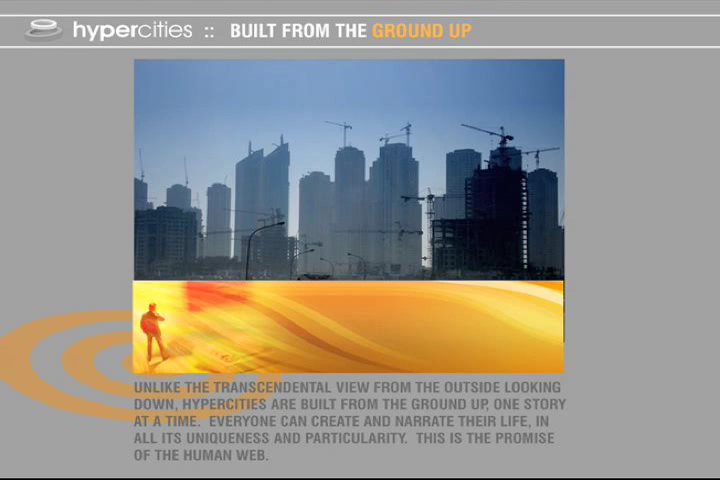 hypercities :: BUILT FROM THE GROUND UP
UNLIKE THE TRANSCENDENTAL VIEW FROM THE OUTSIDE LOOKING
DOWN, HYPERCITIES ARE BUILT FROM THE GROUND UP, ONE STORY
AT A TIME.  EVERYONE CAN CREATE AND NARRATE THEIR LIFE, IN
ALL ITS UNIQUENESS AND PARTICULARITY.  THIS IS THE PROMISE
OF THE HUMAN WEB.